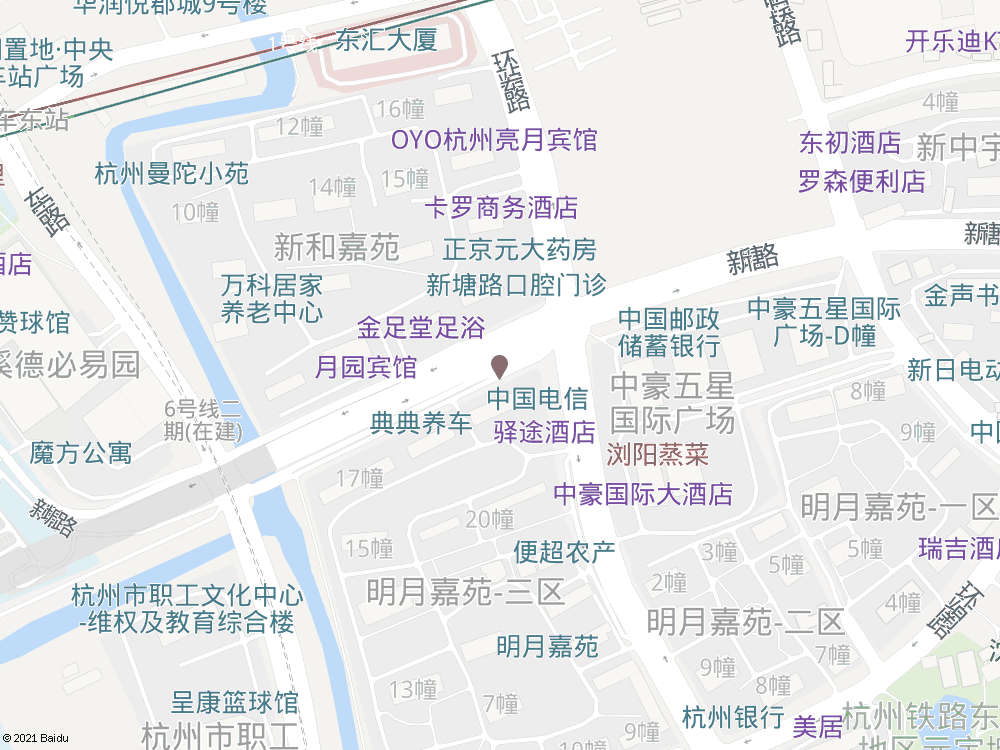 华润悦都城9号楼
1号线
东汇大厦
置地·中央
车站广场
车东站
环站东路
开乐迪K
4幢
16幢
12幢
OYO杭州亮月宾馆
东初酒店
新中宇
杭州曼陀小苑
15幢
14幢
罗森便利店
10幢
卡罗商务酒店
新和嘉苑
正京元大药房
新塘路
新塘路
酒店
万科居家
养老中心
新塘路口腔门诊
金声书
赞球馆
金足堂足浴
中国邮政
储蓄银行
中豪五星国际
广场-D幢
溪德必易园
月园宾馆
中国电信
中豪五星
国际广场
新日电动
8幢
6号线二
期(在建)
典典养车
驿途酒店
9幢
魔方公寓
浏阳蒸菜
17幢
中豪国际大酒店
明月嘉苑-一区
新塘路
20幢
15幢
便超农产
3幢
5幢
瑞吉酒店
2幢
明月嘉苑-三区
杭州市职工文化中心
-维权及教育综合楼
4幢
明月嘉苑-二区
明月嘉苑
7幢
9幢
8幢
13幢
7幢
呈康篮球馆
杭州银行
美居
杭州铁路东
杭州市职工
9幢
© 2021 Baidu